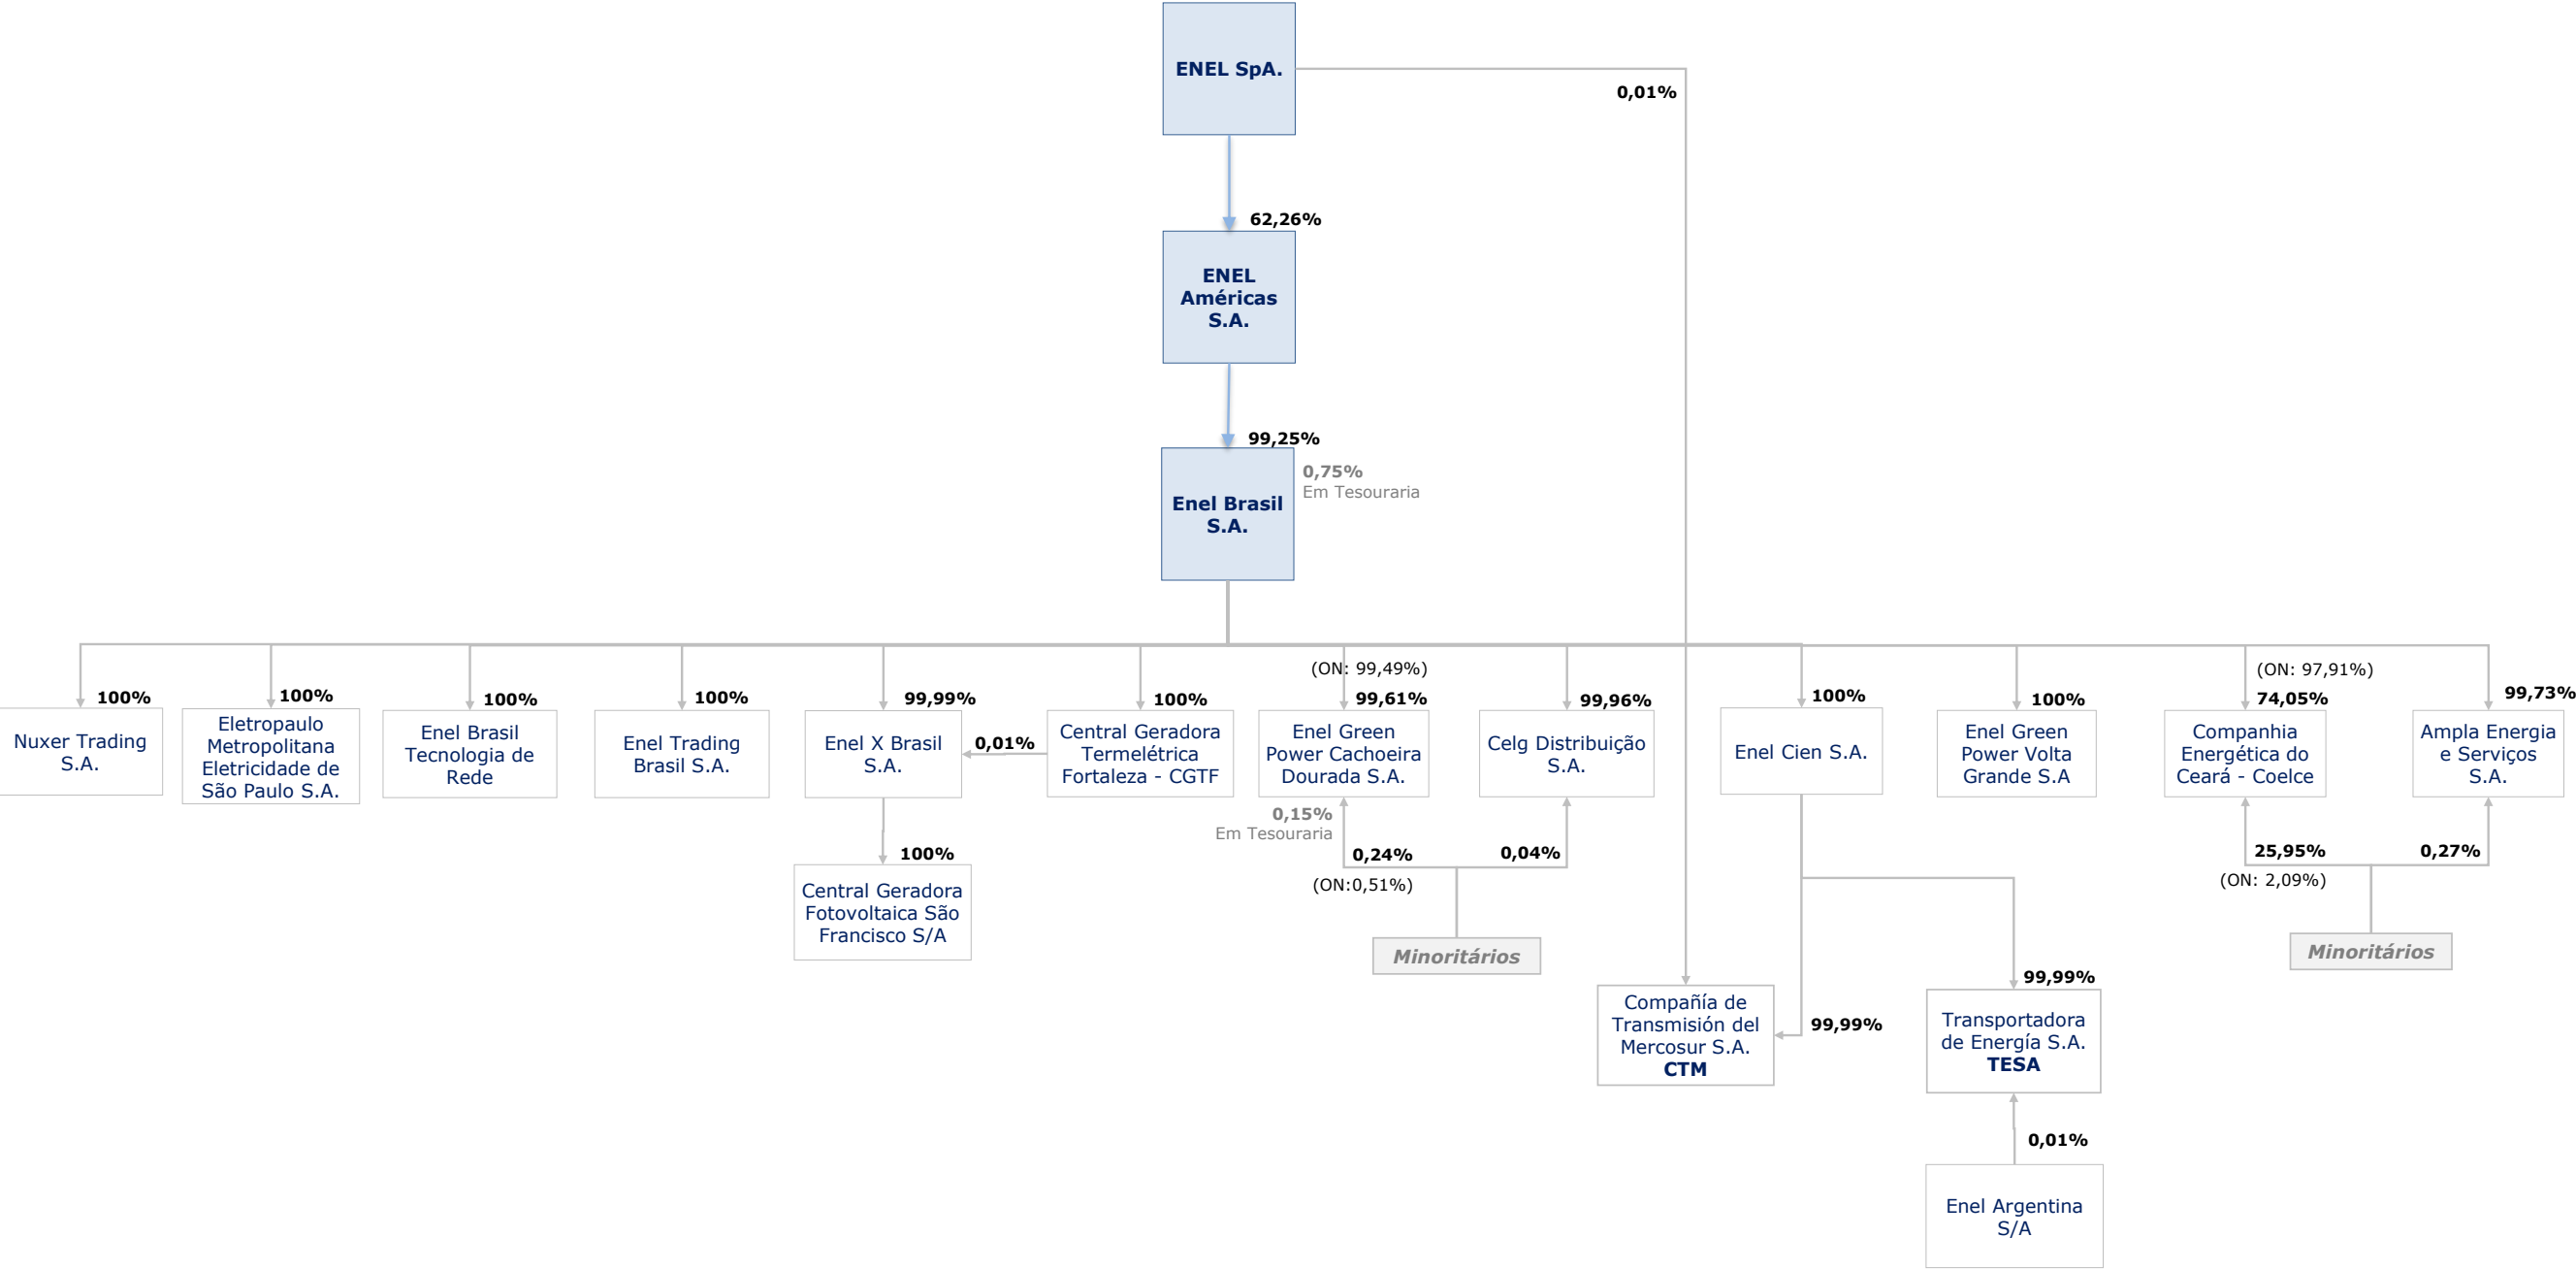 ENEL SpA.
0,01%
62,26%
ENEL
Américas
S.A.
99,25%
0,75%
Em Tesouraria
Enel Brasil
S.A.
100%
Nuxer Trading
S.A.
100%
Eletropaulo
Metropolitana
Eletricidade de
São Paulo S.A.
100%
Enel Brasil
Tecnologia de
Rede
100%
Enel Trading
Brasil S.A.
99,99%
Enel X Brasil
S.A.
0,01%
100%
Central Geradora
Termelétrica
Fortaleza - CGTF
(ON: 99,49%)
99,61%
Enel Green
Power Cachoeira
Dourada S.A.
99,96%
Celg Distribuição
S.A.
100%
Enel Cien S.A.
100%
Enel Green
Power Volta
Grande S.A
(ON: 97,91%)
74,05%
Companhia
Energética do
Ceará - Coelce
99,73%
Ampla Energia
e Serviços
S.A.
100%
Central Geradora
Fotovoltaica São
Francisco S/A
0,15%
Em Tesouraria
0,24%
(ON:0,51%)
0,04%
Minoritários
25,95%
(ON: 2,09%)
0,27%
Minoritários
Compañía de
Transmisión del
Mercosur S.A.
CTM
99,99%
99,99%
Transportadora
de Energía S.A.
TESA
0,01%
Enel Argentina
S/A